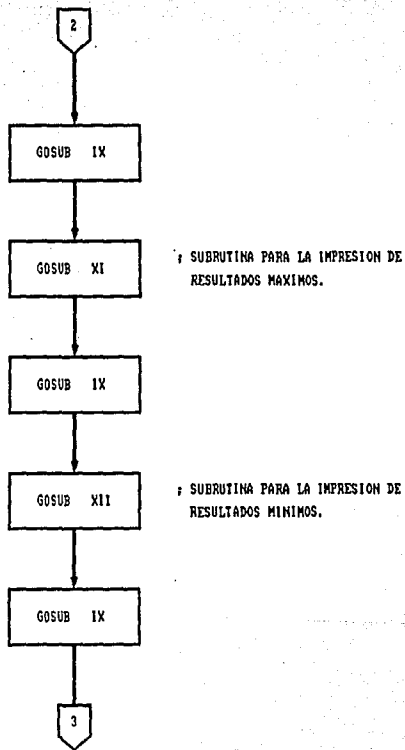 2
GOSUB IX
GOSUB XI
; SUBRUTINA PARA LA IMPRESION DE
RESULTADOS MAXIMOS.
GOSUB IX
GOSUB XII
; SUBRUTINA PARA LA IMPRESION DE
RESULTADOS MINIMOS.
GOSUB IX
3